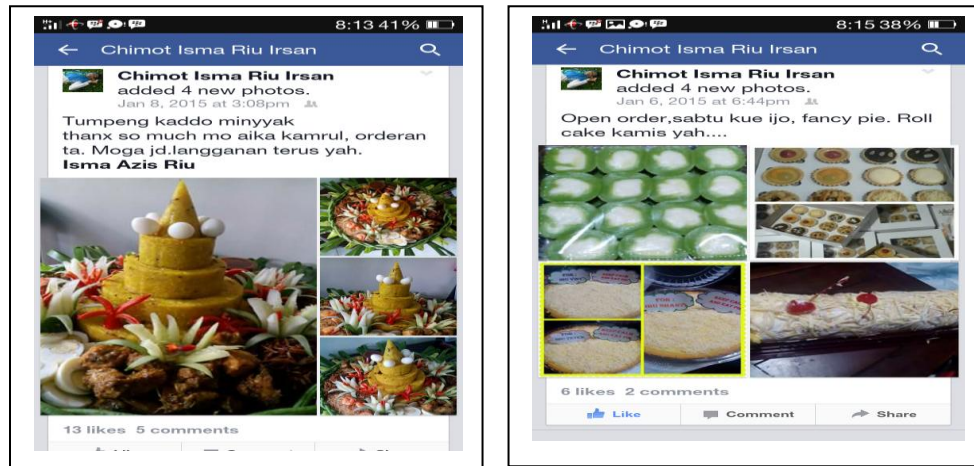 8:13 41%
Chimot Isma Riu Irsan
Chimot Isma Riu Irsan
added 4 new photos.
Jan 8, 2015 at 3:08pm
Tumpeng kaddo minyyak
thanx so much mo aika kamrul, orderan
ta. Moga jd.langganan terus yah.
Isma Azis Riu
13 likes 5 comments
8:15 38%
Chimot Isma Riu Irsan
Chimot Isma Riu Irsan
added 4 new photos.
Jan 6, 2015 at 6:44pm
Open order,sabtu kue ijo, fancy pie. Roll
cake kamis yah....
6 likes 2 comments
Like Comment Share